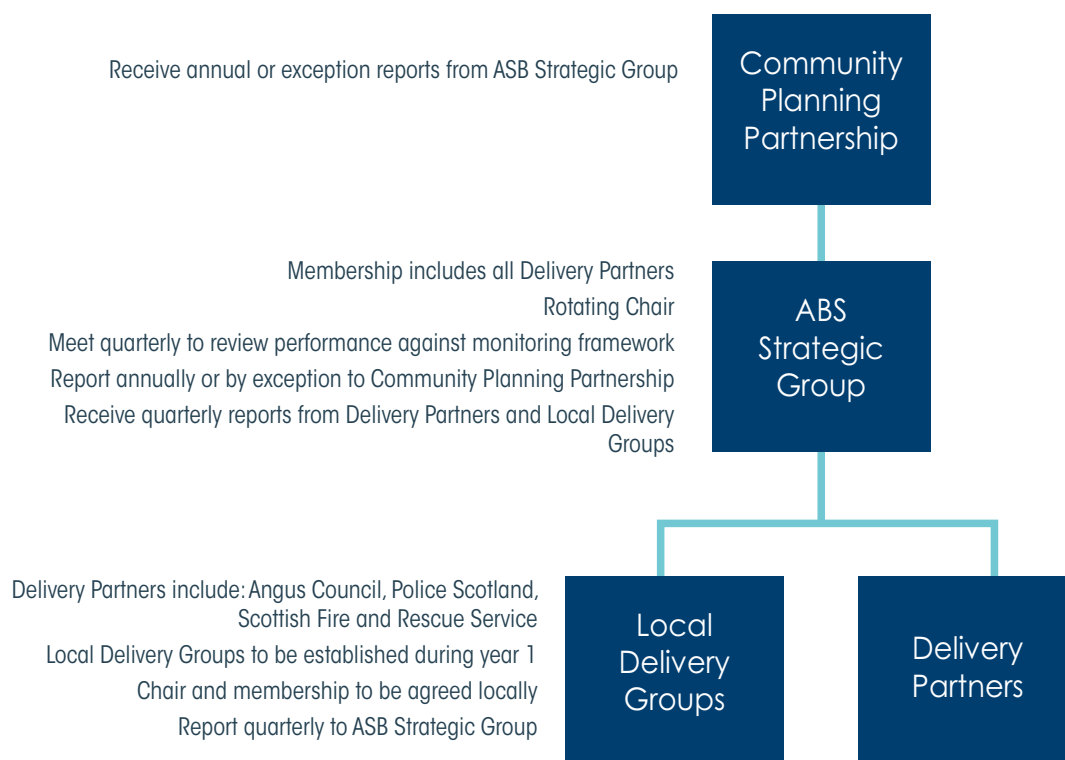 Receive annual or exception reports from ASB Strategic Group
Community
Planning
Partnership
Membership includes all Delivery Partners
Rotating Chair
Meet quarterly to review performance against monitoring framework
Report annually or by exception to Community Planning Partnership
Receive quarterly reports from Delivery Partners and Local Delivery
Groups
ABS
Strategic
Group
Delivery Partners include: Angus Council, Police Scotland,
Scottish Fire and Rescue Service
Local Delivery Groups to be established during year 1
Chair and membership to be agreed locally
Report quarterly to ASB Strategic Group
Local
Delivery
Groups
Delivery
Partners